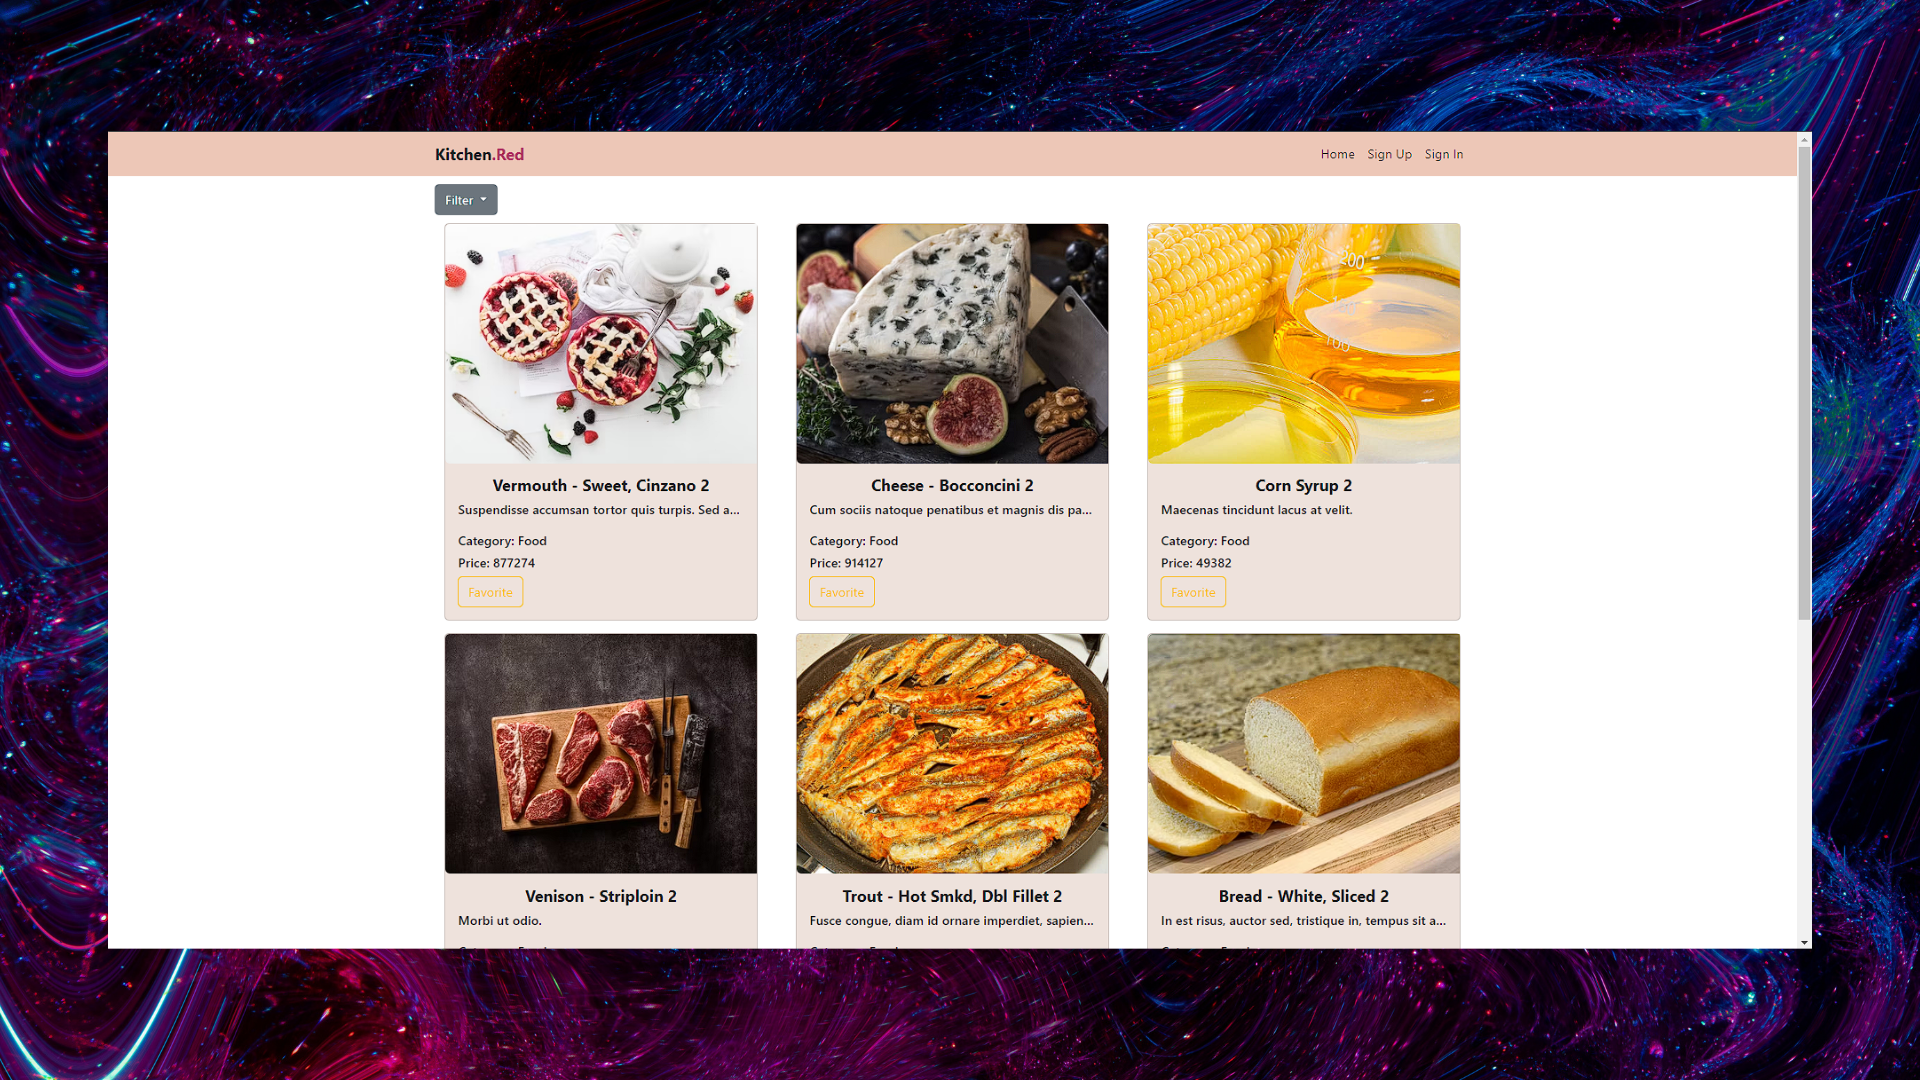 Kitchen.Red
Home Sign Up Sign In
Filter
200
100
Vermouth - Sweet, Cinzano 2
Suspendisse accumsan tortor quis turpis. Sed a...
Category: Food
Price: 877274
Favorite
Cheese - Bocconcini 2
Cum sociis natoque penatibus et magnis dis pa...
Category: Food
Price: 914127
Favorite
Corn Syrup 2
Maecenas tincidunt lacus at velit.
Category: Food
Price: 49382
Favorite
Venison - Striploin 2
Morbi ut odio.
Trout - Hot Smkd, Dbl Fillet 2
Fusce congue, diam id ornare imperdiet, sapien...
Bread - White, Sliced 2
In est risus, auctor sed, tristique in, tempus sit a...